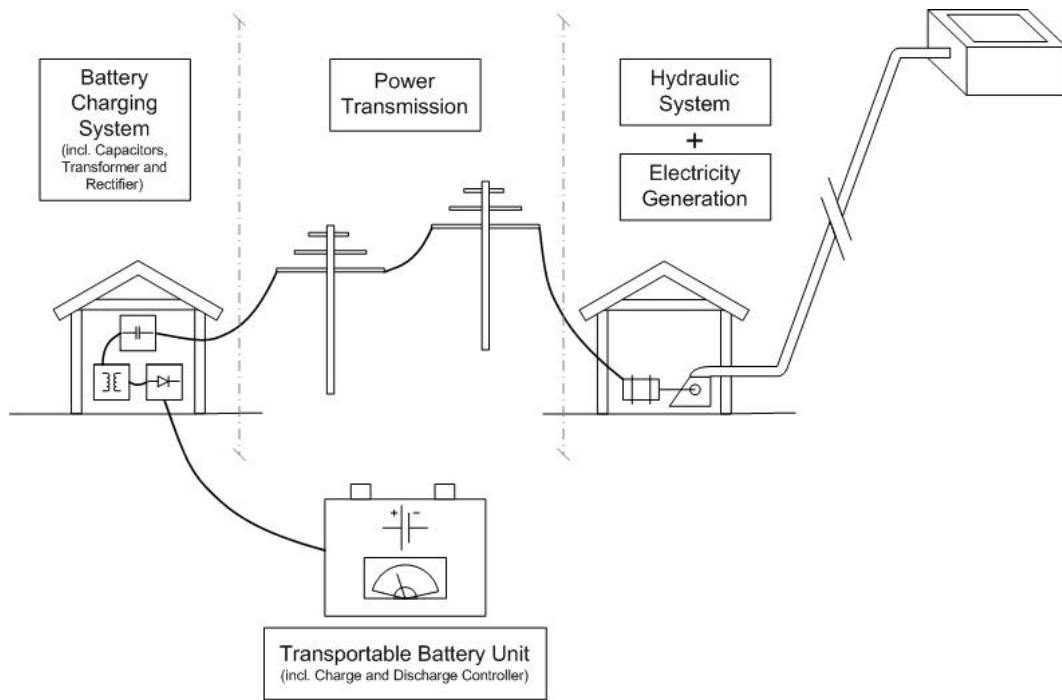 Battery
Charging
System
(incl. Capacitors,
Transformer and
Rectifier)
Power
Transmission
Hydraulic
System
+
Electricity
Generation
+ -
Transportable Battery Unit
(incl. Charge and Discharge Controller)